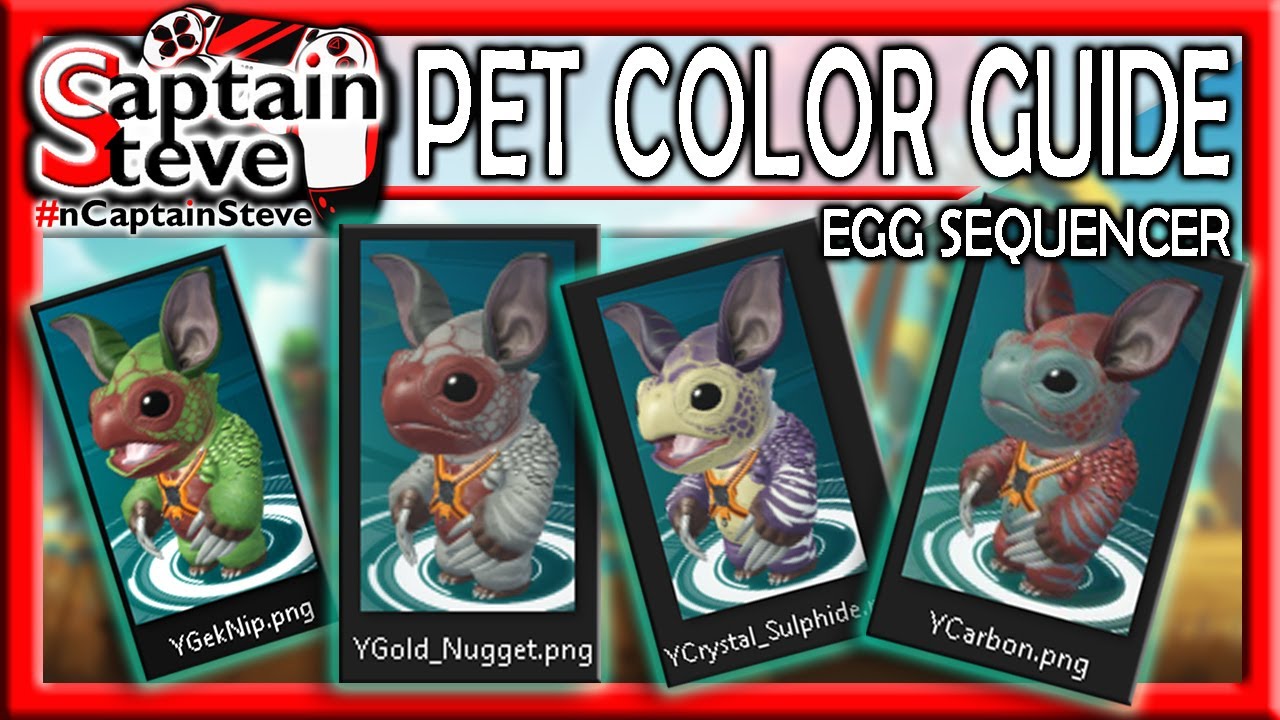 Captain
Steve
#nCaptainSteve
PET COLOR GUIDE
EGG SEQUENCER
YGekNip.png
YGold_Nugget.png
YCrystal_Sulphide.
YCarbon.png